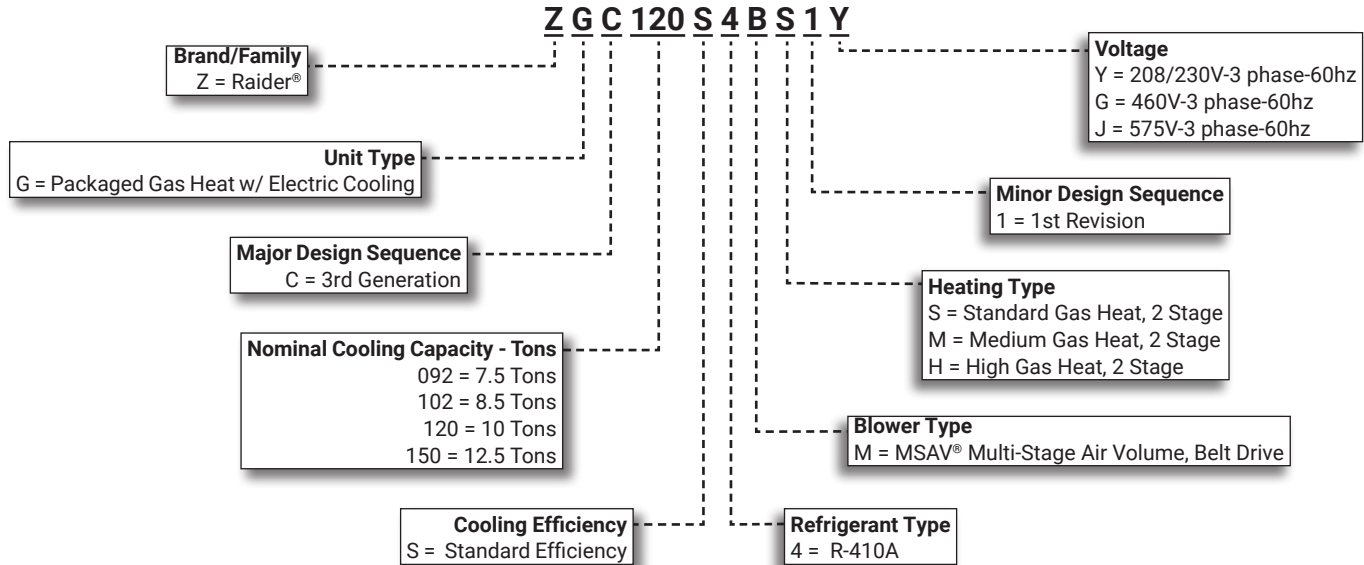 Z G C 120 S 4 B S 1 Y
Brand/Family
Z = Raider®
Unit Type
G = Packaged Gas Heat w/ Electric Cooling
Major Design Sequence
C = 3rd Generation
Nominal Cooling Capacity - Tons
092 = 7.5 Tons
102 = 8.5 Tons
120 = 10 Tons
150 = 12.5 Tons
Cooling Efficiency
S = Standard Efficiency
Voltage
Y = 208/230V-3 phase-60hz
G = 460V-3 phase-60hz
J = 575V-3 phase-60hz
Minor Design Sequence
1 = 1st Revision
Heating Type
S = Standard Gas Heat, 2 Stage
M = Medium Gas Heat, 2 Stage
H = High Gas Heat, 2 Stage
Blower Type
M = MSAV® Multi-Stage Air Volume, Belt Drive
Refrigerant Type
4 = R-410A